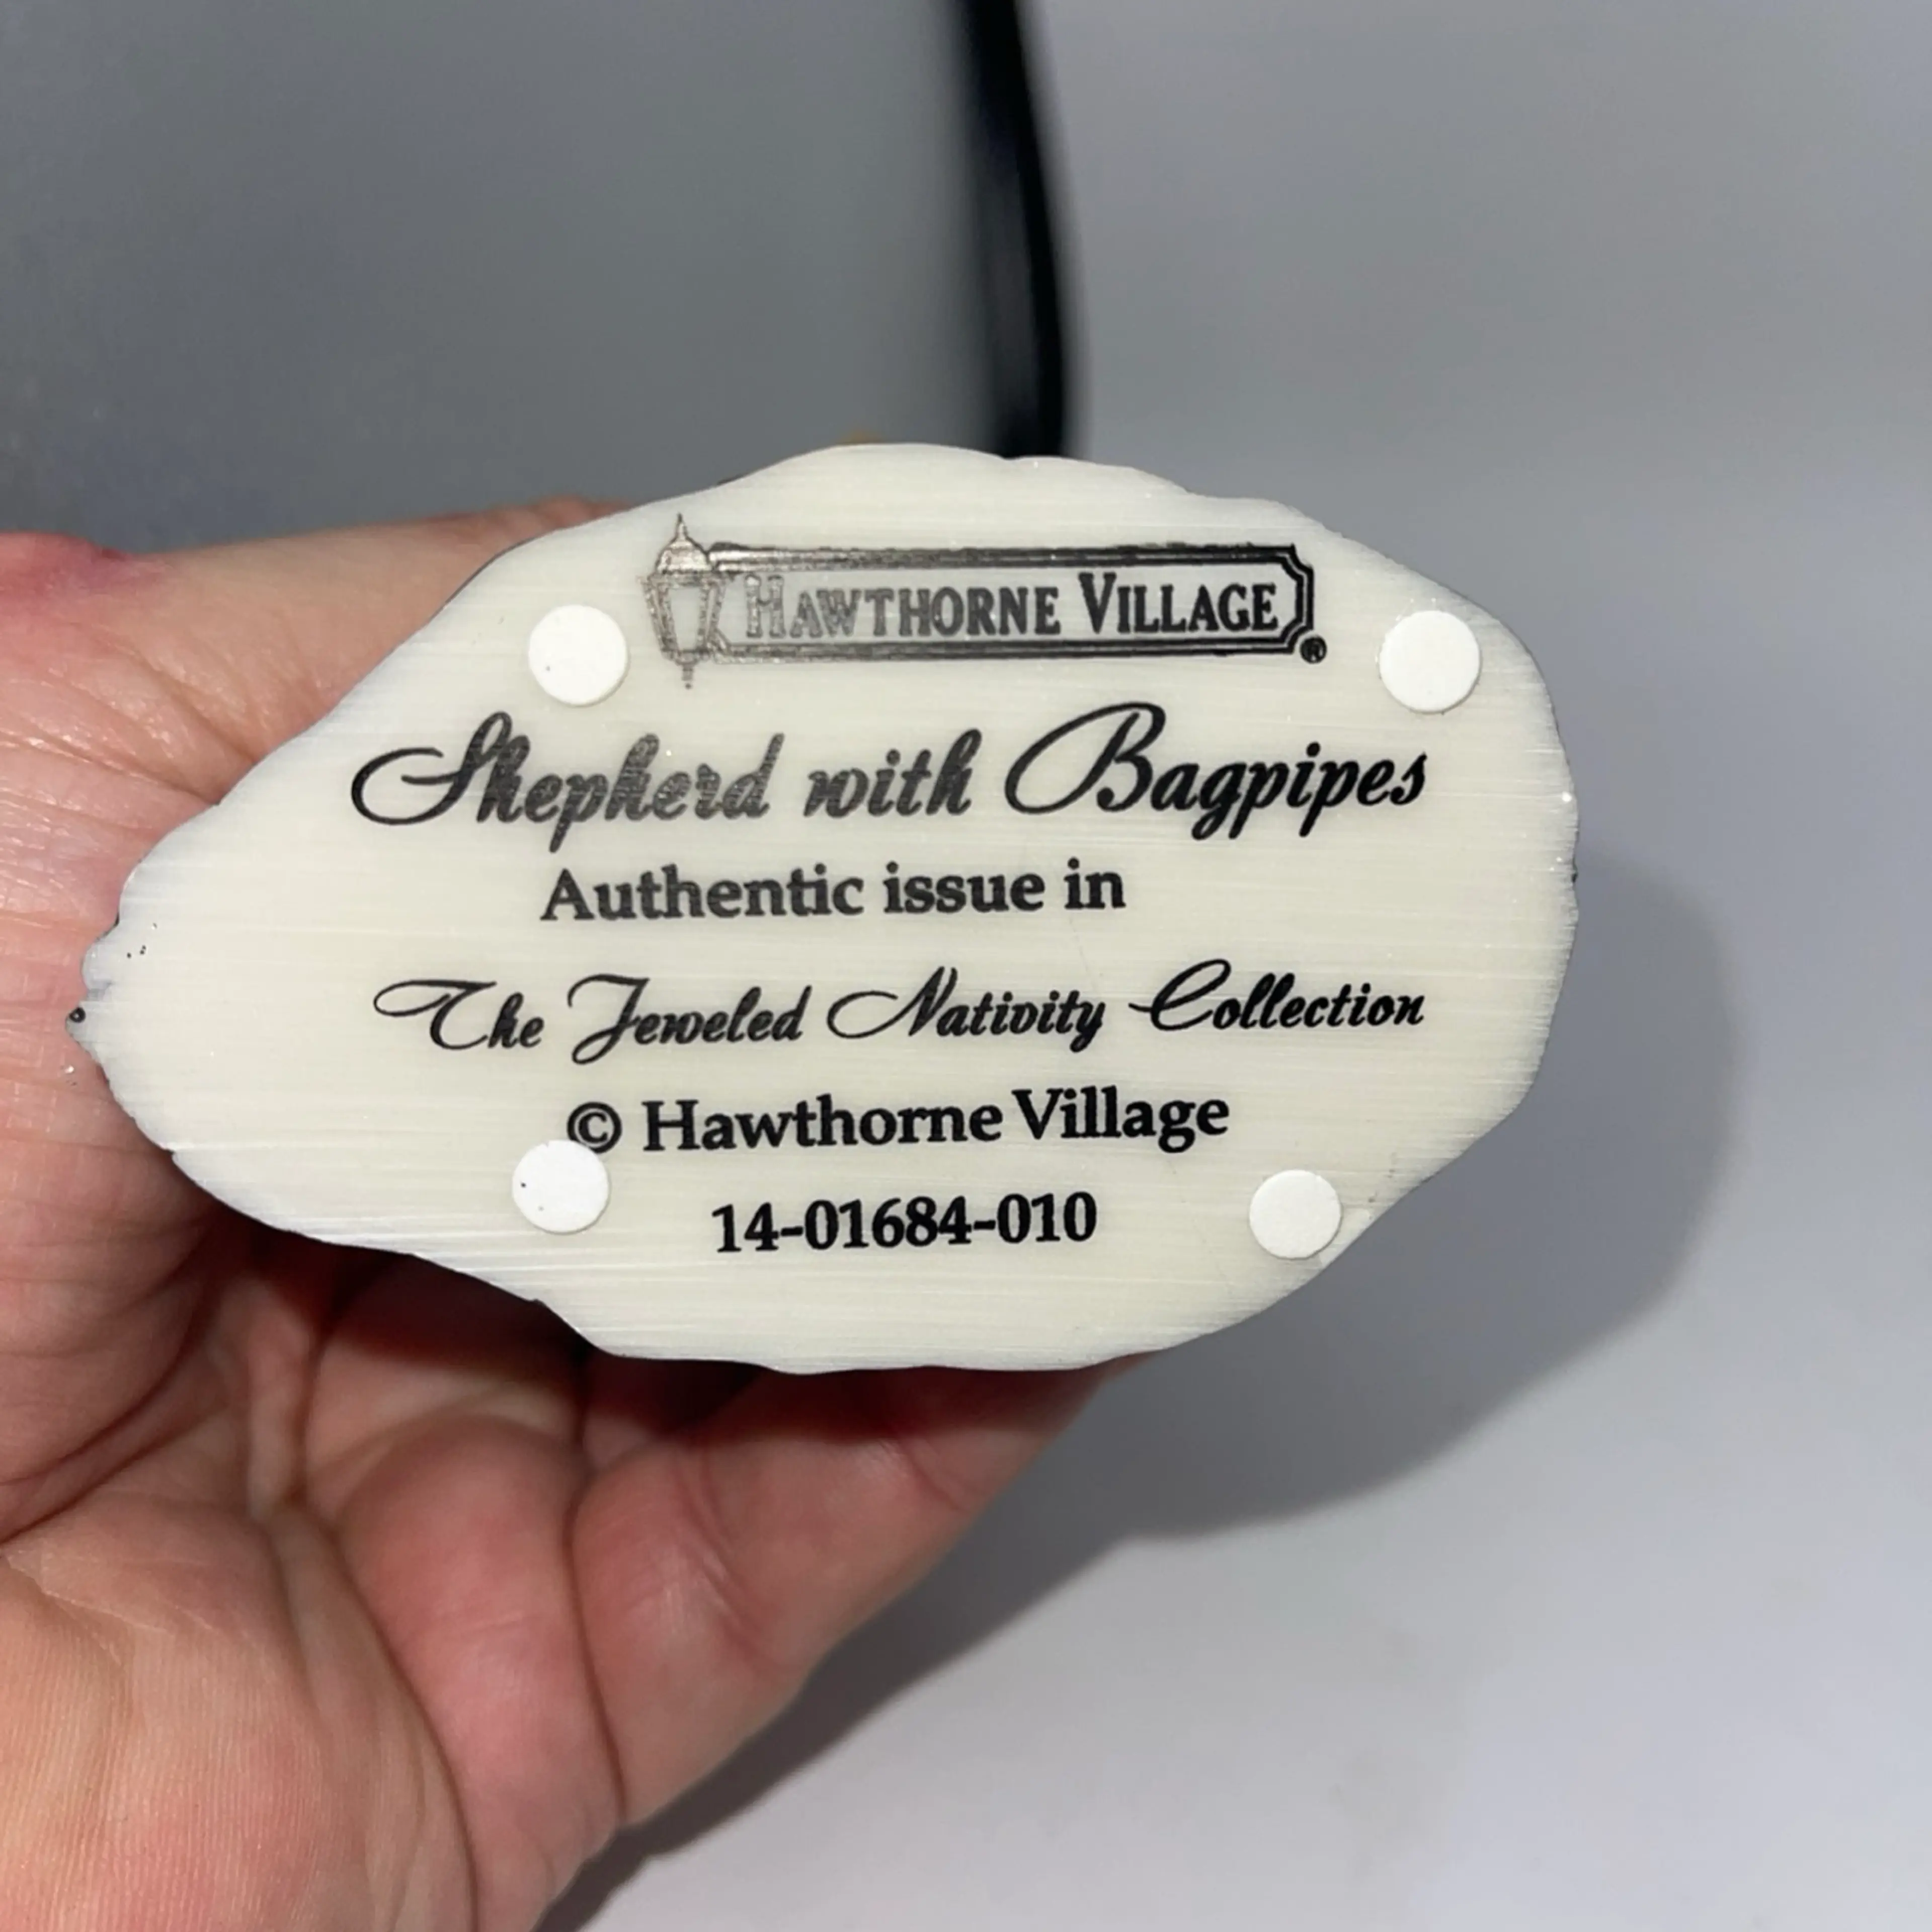 HAWTHORNE VILLAGE ®
Shepherd with Bagpipes
Authentic issue in
The Jeweled Nativity Collection
© Hawthorne Village
14-01684-010